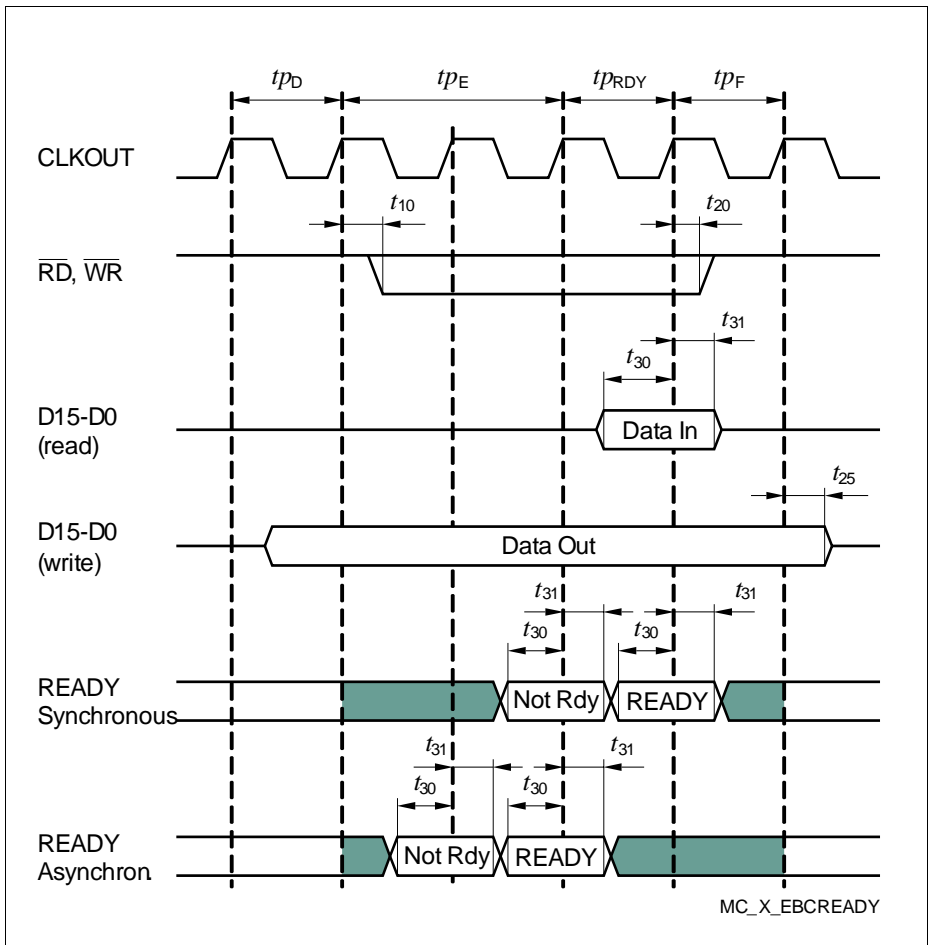 tpD tpE tpRDY tpF
CLKOUT
t10 t20
RD, WR
t31
t30
D15-D0
(read)
Data In
t25
D15-D0
(write)
Data Out
t31 t31
t30 t30
READY
Synchronous
Not Rdy READY
t31 t31
t30 t30
READY
Asynchron.
Not Rdy READY
MC_X_EBCREADY